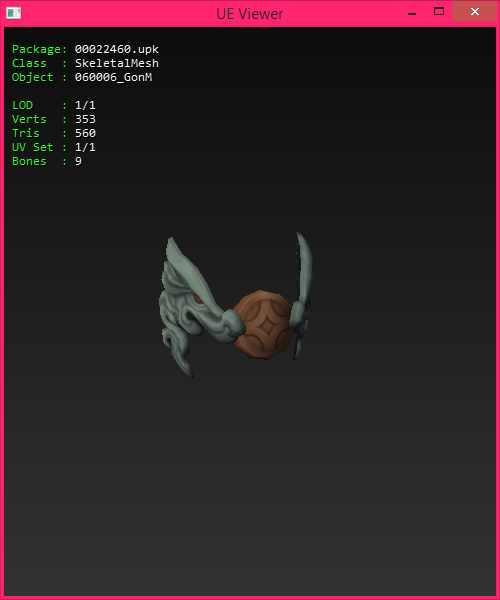 UE Viewer
Package: 00022460.upk
Class : SkeletalMesh
Object : 060006_GonM
LOD : 1/1
Verts : 353
Tris : 560
UV Set : 1/1
Bones : 9